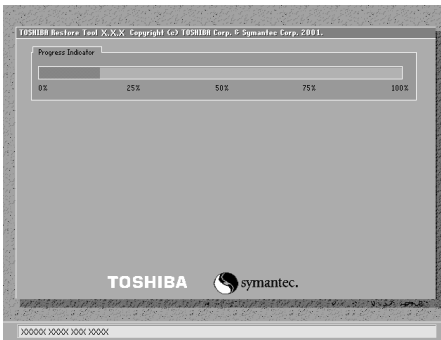 TOSHIBA Restore Tool X.X.X Copyright (c) TOSHIBA Corp. & Symantec Corp. 2001.
Progress Indicator
0% 25% 50% 75% 100%
TOSHIBA symantec.
XXXXX XXXX XXX XXXX